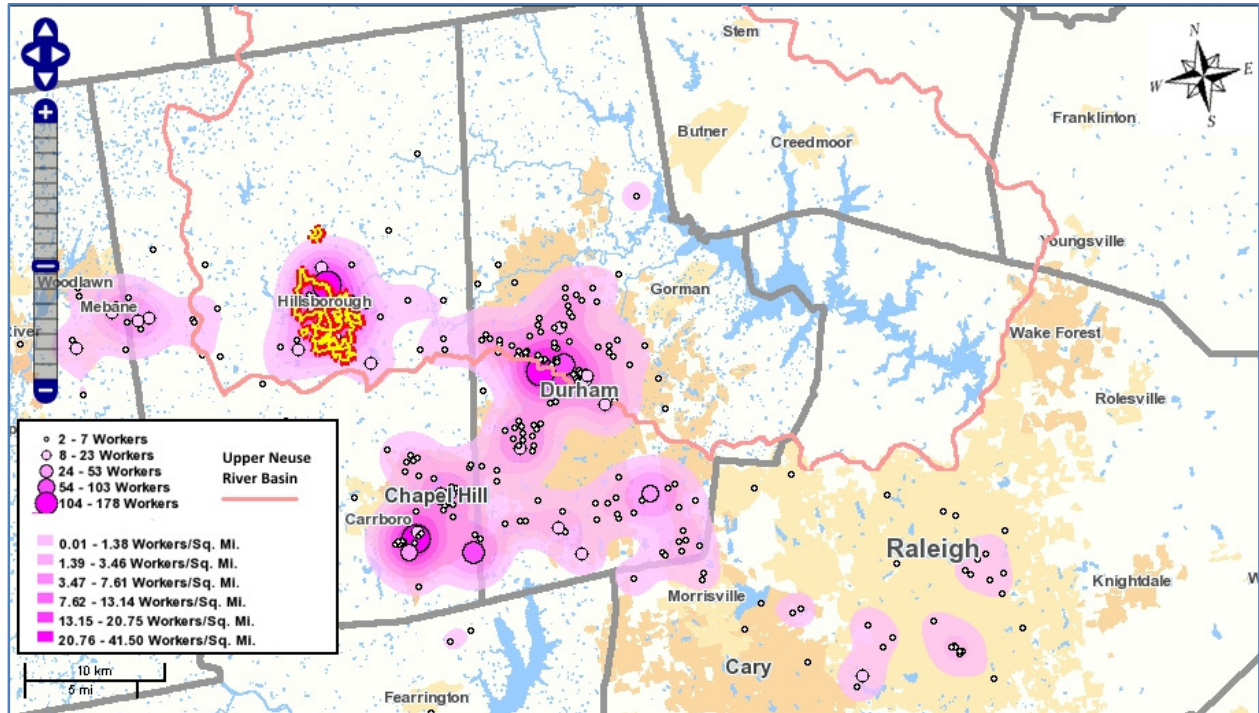 Stem
N
W
E
S
Franklinton
Butner
Creedmoor
Youngsville
Woodlawn
Mebane
Hillsborough
Gorman
River
Wake Forest
Durham
Rolesville
2 - 7 Workers
8 - 23 Workers
24 - 53 Workers
54 - 103 Workers
104 - 178 Workers
Upper Neuse
River Basin
0.01 - 1.38 Workers/Sq. Mi.
1.39 - 3.46 Workers/Sq. Mi.
3.47 - 7.61 Workers/Sq. Mi.
7.62 - 13.14 Workers/Sq. Mi.
13.15 - 20.75 Workers/Sq. Mi.
20.76 - 41.50 Workers/Sq. Mi.
Chapel Hill
Carrboro
Raleigh
Knightdale
Morrisville
10 km
5 mi
Cary
Fearrington